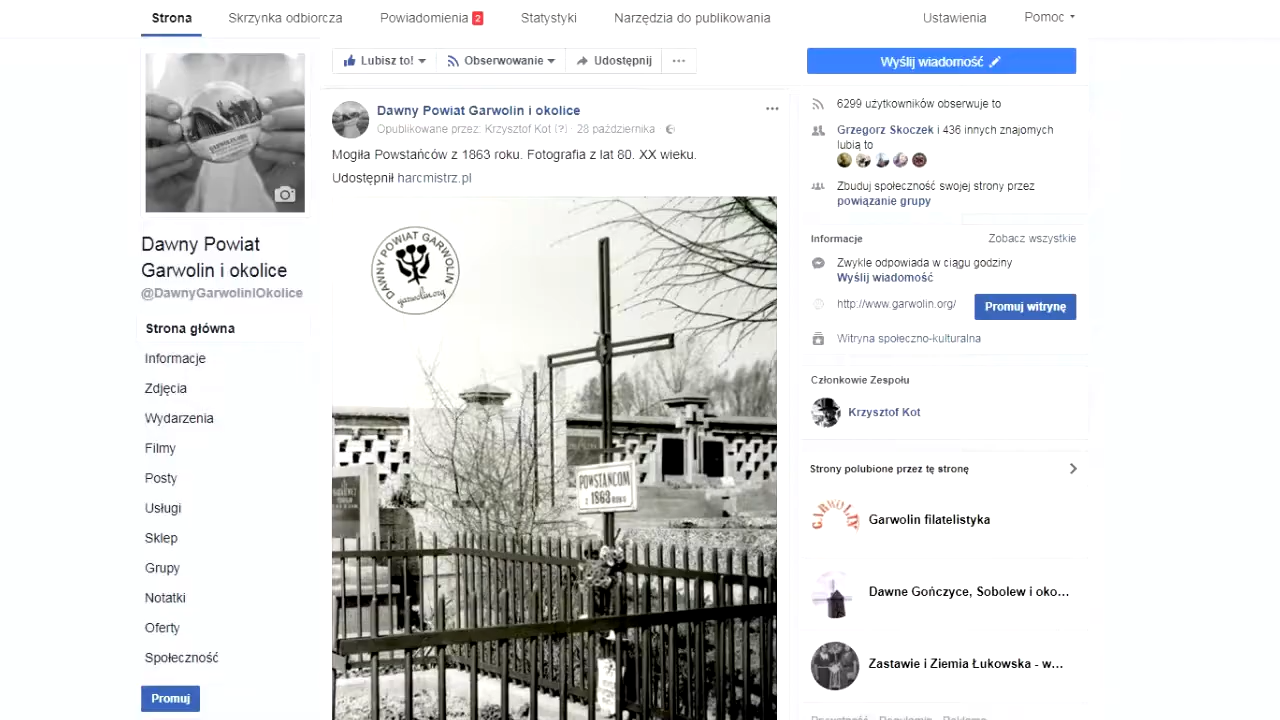 Strona Skrzynka odbiorcza Powiadomienia 2 Statystyki Narzędzia do publikowania Ustawienia Pomoc
Lubisz to! Obserwowanie Udostępnij ...
Wyślij wiadomość
Dawny Powiat
Garwolin i okolice
@DawnyGarwolinIOkolice
Strona główna
Informacje
Zdjęcia
Wydarzenia
Filmy
Posty
Usługi
Sklep
Grupy
Notatki
Oferty
Społeczność
Promuj
Dawny Powiat Garwolin i okolice
Opublikowane przez: Krzysztof Kot [?] · 28 października ·
Mogiła Powstańców z 1863 roku. Fotografia z lat 80. XX wieku.
Udostępnił harcmistrz.pl
DAWNY POWIAT GARWOLIN
garwolin.org
POWSTAŃCOM
z 1863 ROKU
6299 użytkowników obserwuje to
Grzegorz Skoczek i 436 innych znajomych
lubią to
Zbuduj społeczność swojej strony przez
powiązanie grupy
Informacje Zobacz wszystkie
Zwykle odpowiada w ciągu godziny
Wyślij wiadomość
http://www.garwolin.org/ Promuj witrynę
Witryna społeczno-kulturalna
Członkowie Zespołu
Krzysztof Kot
Strony polubione przez tę stronę
GARWOLIN
Garwolin filatelistyka
Dawne Gończyce, Sobolew i oko...
Zastawie i Ziemia Łukowska - w...
Prywatność Regulamin Reklama